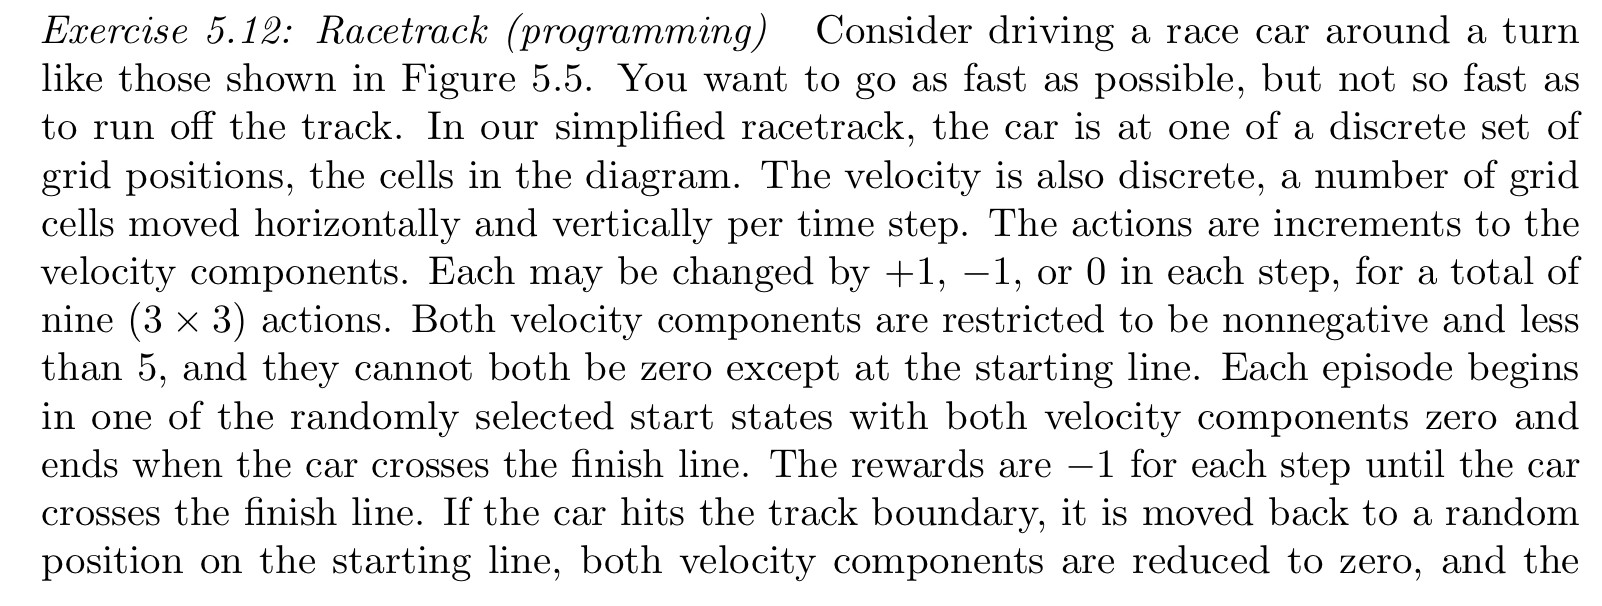 Exercise 5.12: Racetrack (programming) Consider driving a race car around a turn
like those shown in Figure 5.5. You want to go as fast as possible, but not so fast as
to run off the track. In our simplified racetrack, the car is at one of a discrete set of
grid positions, the cells in the diagram. The velocity is also discrete, a number of grid
cells moved horizontally and vertically per time step. The actions are increments to the
velocity components. Each may be changed by +1, −1, or 0 in each step, for a total of
nine (3 × 3) actions. Both velocity components are restricted to be nonnegative and less
than 5, and they cannot both be zero except at the starting line. Each episode begins
in one of the randomly selected start states with both velocity components zero and
ends when the car crosses the finish line. The rewards are −1 for each step until the car
crosses the finish line. If the car hits the track boundary, it is moved back to a random
position on the starting line, both velocity components are reduced to zero, and the